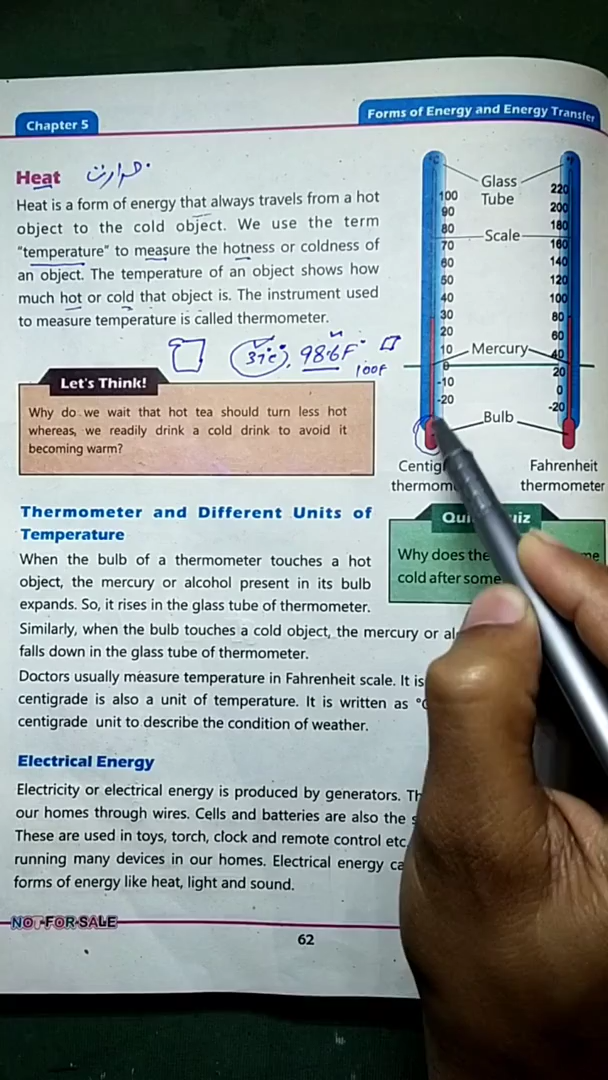 Chapter 5
Forms of Energy and Energy Transfer
Heat حرارت
Heat is a form of energy that always travels from a hot
object to the cold object. We use the term
"temperature" to measure the hotness or coldness of
an object. The temperature of an object shows how
much hot or cold that object is. The instrument used
to measure temperature is called thermometer.
37°C, 98.6F°
100F
Let's Think!
Why do we wait that hot tea should turn less hot
whereas, we readily drink a cold drink to avoid it
becoming warm?
°C
°F
Glass
Tube
Scale
Mercury
Bulb
100
90
80
70
60
50
40
30
20
10
0
-10
-20
220
200
180
160
140
120
100
80
60
40
20
0
-20
Centig
thermom
Fahrenheit
thermometer
Thermometer and Different Units of
Temperature
When the bulb of a thermometer touches a hot
object, the mercury or alcohol present in its bulb
expands. So, it rises in the glass tube of thermometer.
Similarly, when the bulb touches a cold object, the mercury or al
falls down in the glass tube of thermometer.
Doctors usually measure temperature in Fahrenheit scale. It is
centigrade is also a unit of temperature. It is written as °C
centigrade unit to describe the condition of weather.
Qui uiz
Why does the me
cold after some
Electrical Energy
Electricity or electrical energy is produced by generators. Th
our homes through wires. Cells and batteries are also the s
These are used in toys, torch, clock and remote control etc.
running many devices in our homes. Electrical energy ca
forms of energy like heat, light and sound.
NOT FOR SALE
62